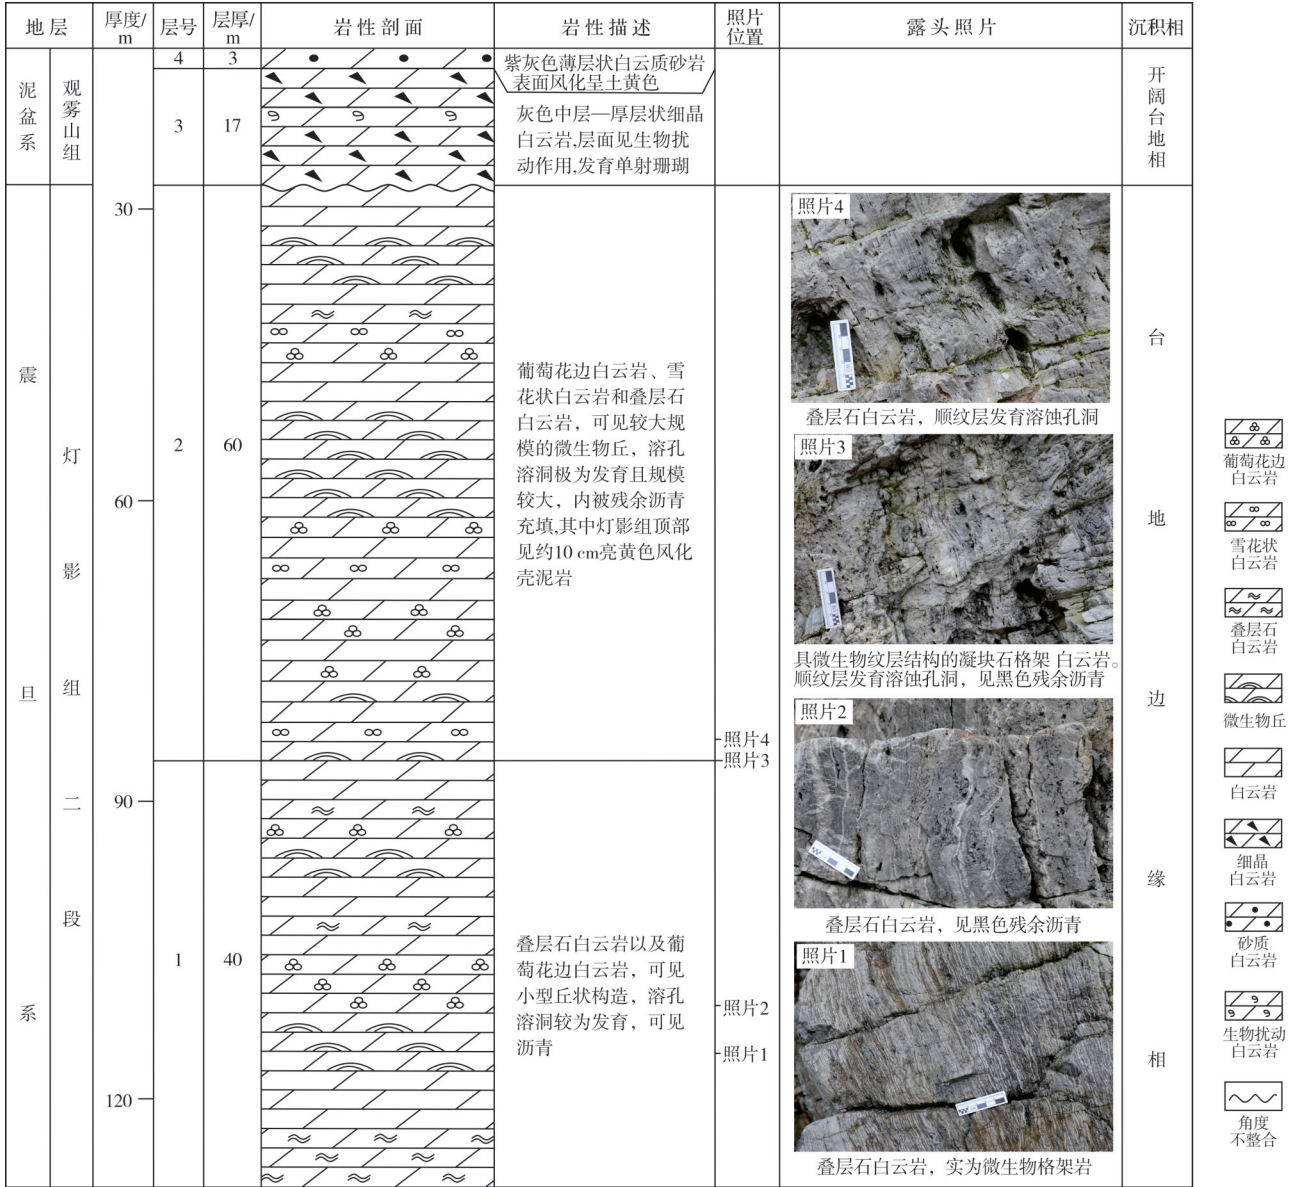 地层
厚度/
m
层号
层厚/
m
岩性剖面
岩性描述
照片
位置
露头照片
沉积相
泥盆系
观雾山组
4
3
紫灰色薄层状白云质砂岩
表面风化呈土黄色
3
17
灰色中层—厚层状细晶
白云岩,层面见生物扰
动作用,发育单射珊瑚
开阔台地相
震旦系
灯影组二段
30
60
90
120
2
60
葡萄花边白云岩、雪
花状白云岩和叠层石
白云岩，可见较大规
模的微生物丘，溶孔
溶洞极为发育且规模
较大，内被残余沥青
充填,其中灯影组顶部
见约10 cm亮黄色风化
壳泥岩
照片4
照片3
1
40
叠层石白云岩以及葡
萄花边白云岩，可见
小型丘状构造，溶孔
溶洞较为发育，可见
沥青
照片2
照片1
照片4
叠层石白云岩，顺纹层发育溶蚀孔洞
照片3
具微生物纹层结构的凝块石格架 白云岩。
顺纹层发育溶蚀孔洞，见黑色残余沥青
照片2
叠层石白云岩，见黑色残余沥青
照片1
叠层石白云岩，实为微生物格架岩
台地边缘相
葡萄花边
白云岩
雪花状
白云岩
叠层石
白云岩
微生物丘
白云岩
细晶
白云岩
砂质
白云岩
生物扰动
白云岩
角度
不整合